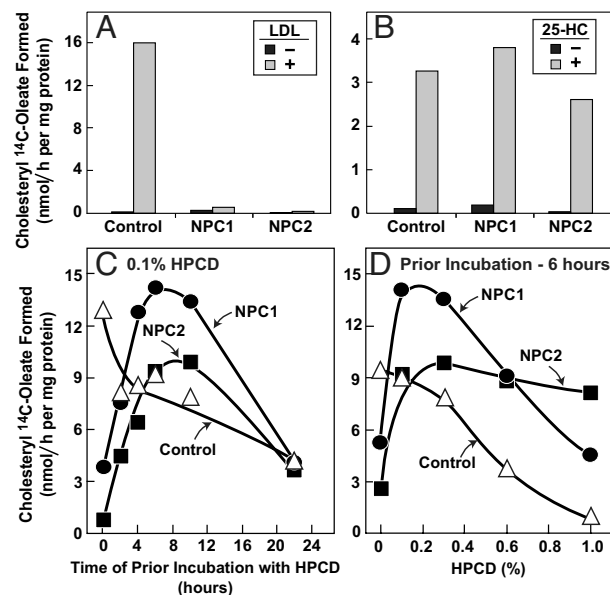 A
LDL
−
+
Cholesteryl ¹⁴C-Oleate Formed
(nmol/h per mg protein)
16
12
8
4
0
Control NPC1 NPC2
B
25-HC
−
+
4
3
2
1
0
Control NPC1 NPC2
C 0.1% HPCD
Cholesteryl ¹⁴C-Oleate Formed
(nmol/h per mg protein)
15
12
9
6
3
0
NPC1
NPC2
Control
0 4 8 12 16 20 24
Time of Prior Incubation with HPCD
(hours)
D Prior Incubation - 6 hours
15
12
9
6
3
0
NPC1
NPC2
Control
0 0.2 0.4 0.6 0.8 1.0
HPCD (%)